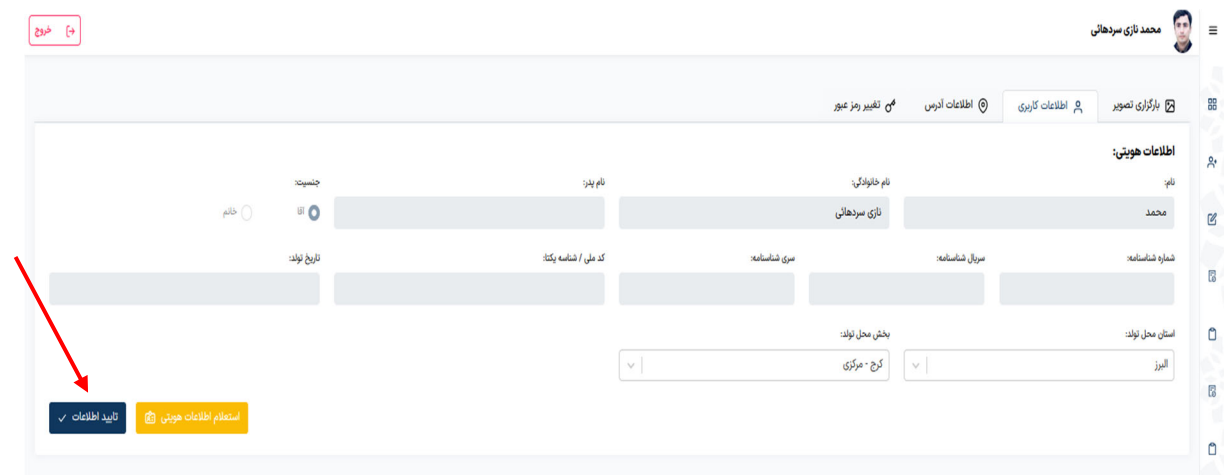 محمد نازی سردهائی
خروج
بارگزاری تصویر
اطلاعات کاربری
اطلاعات آدرس
تغییر رمز عبور
اطلاعات هویتی:
نام:
نام خانوادگی:
نام پدر:
جنسیت:
محمد
نازی سردهائی
آقا
خانم
شماره شناسنامه:
سریال شناسنامه:
سری شناسنامه:
کد ملی / شناسه یکتا:
تاریخ تولد:
استان محل تولد:
بخش محل تولد:
البرز
کرج - مرکزی
استعلام اطلاعات هویتی
تایید اطلاعات